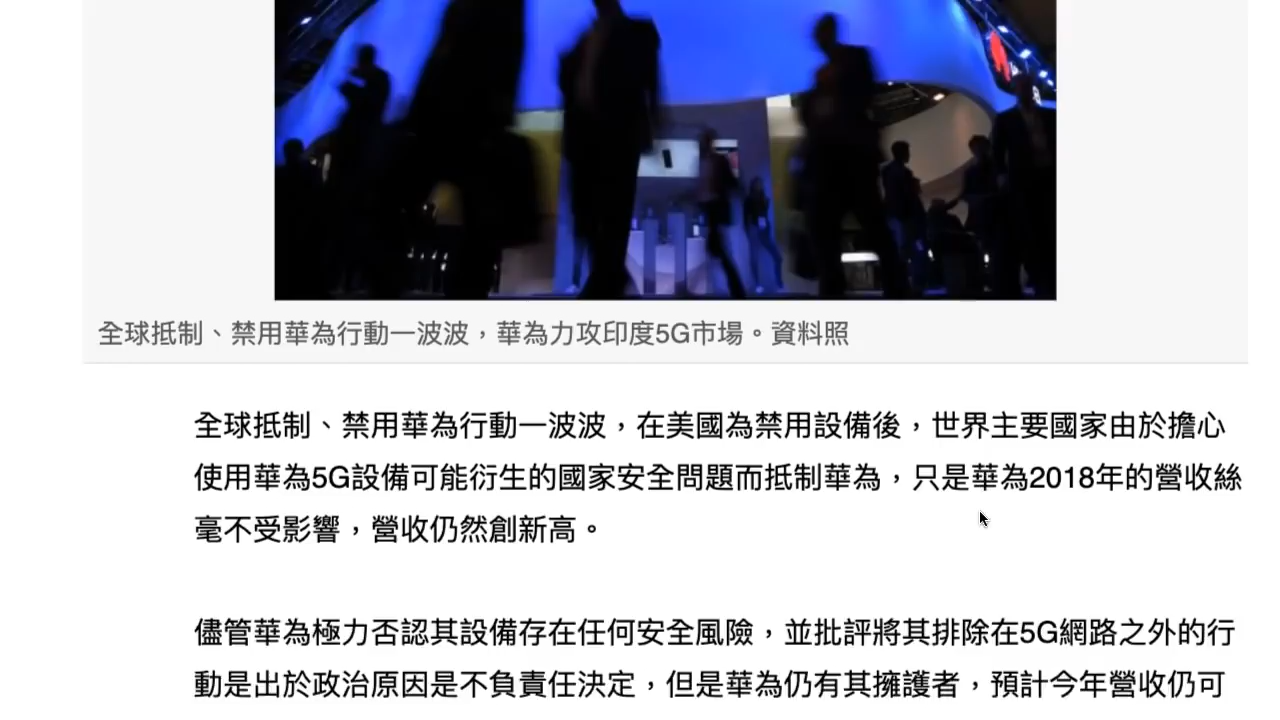 全球抵制、禁用華為行動一波波，華為力攻印度5G市場。資料照
全球抵制、禁用華為行動一波波，在美國為禁用設備後，世界主要國家由於擔心
使用華為5G設備可能衍生的國家安全問題而抵制華為，只是華為2018年的營收絲
毫不受影響，營收仍然創新高。
儘管華為極力否認其設備存在任何安全風險，並批評將其排除在5G網路之外的行
動是出於政治原因是不負責任決定，但是華為仍有其擁護者，預計今年營收仍可